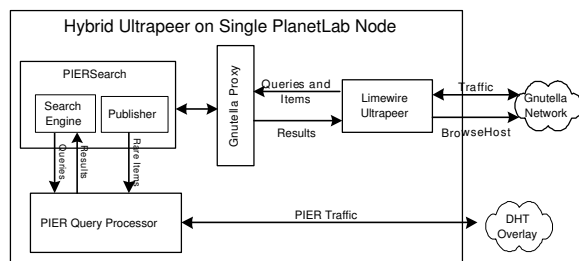 Hybrid Ultrapeer on Single PlanetLab Node
PIERSearch
Search
Engine
Publisher
Gnutella Proxy
Queries and
Items
Results
Limewire
Ultrapeer
Traffic
BrowseHost
Gnutella
Network
Queries
Results
Rare Items
PIER Query Processor
PIER Traffic
DHT
Overlay